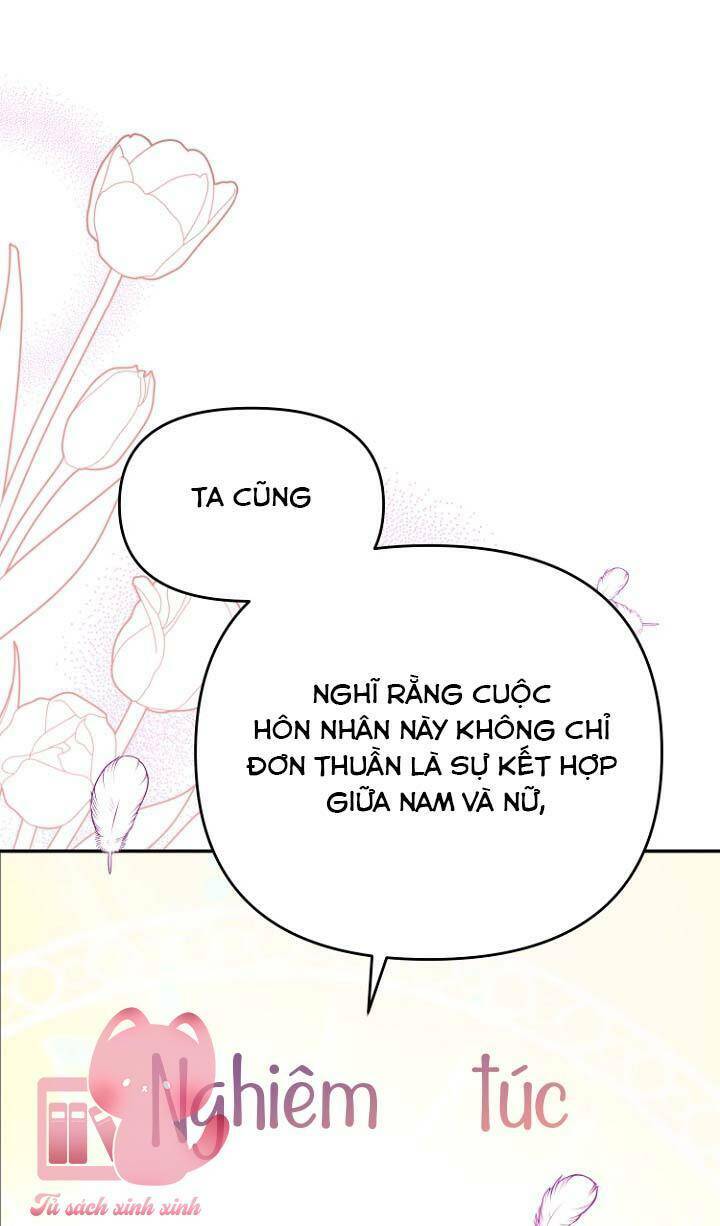 TA CŨNG
NGHĨ RẰNG CUỘC
HÔN NHÂN NÀY KHÔNG CHỈ
ĐƠN THUẦN LÀ SỰ KẾT HỢP
GIỮA NAM VÀ NỮ,
Nghiêm túc
Tủ sách xinh xinh